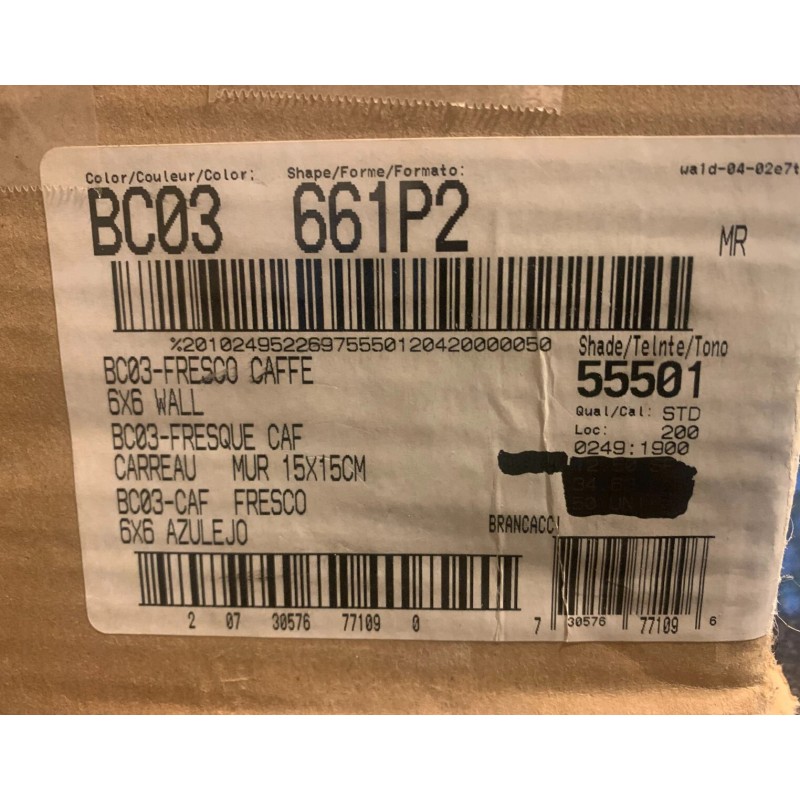 Color/Couleur/Color: Shape/Forme/Formato: wa1d-04-02e7t
BC03 661P2
MR
%2010249522697555501204200000050
Shade/Teinte/Tono
BC03-FRESCO CAFFE
55501
6X6 WALL
Qual/Cal: STD
BC03-FRESQUE CAF
Loc: 200
0249:1900
CARREAU MUR 15X15CM
BC03-CAF FRESCO
6X6 AZULEJO
BRANCACCI
2 07 30576 77109 0
7 30576 77109 6